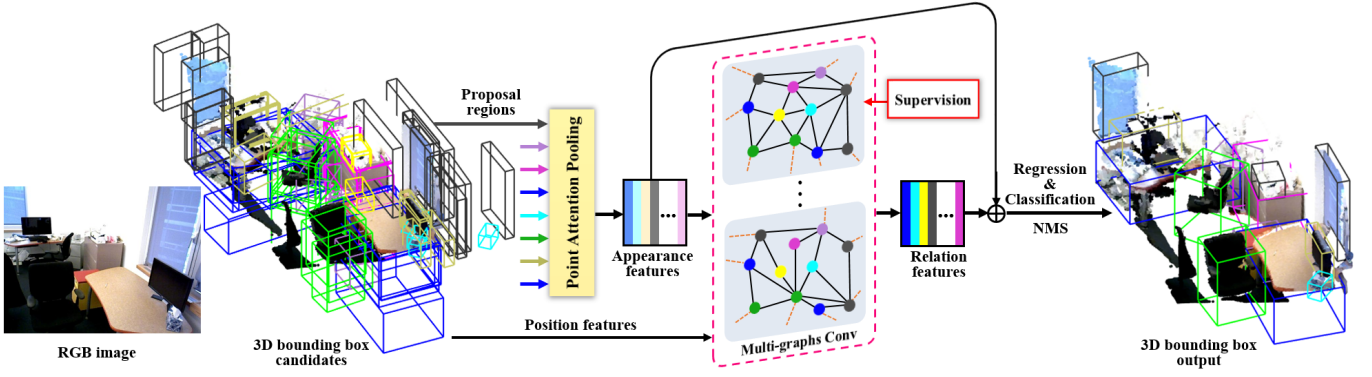 RGB image
3D bounding box
candidates
Proposal
regions
Point Attention Pooling
Appearance
features
Position features
Multi-graphs Conv
Supervision
Relation
features
Regression
&
Classification
NMS
3D bounding box
output